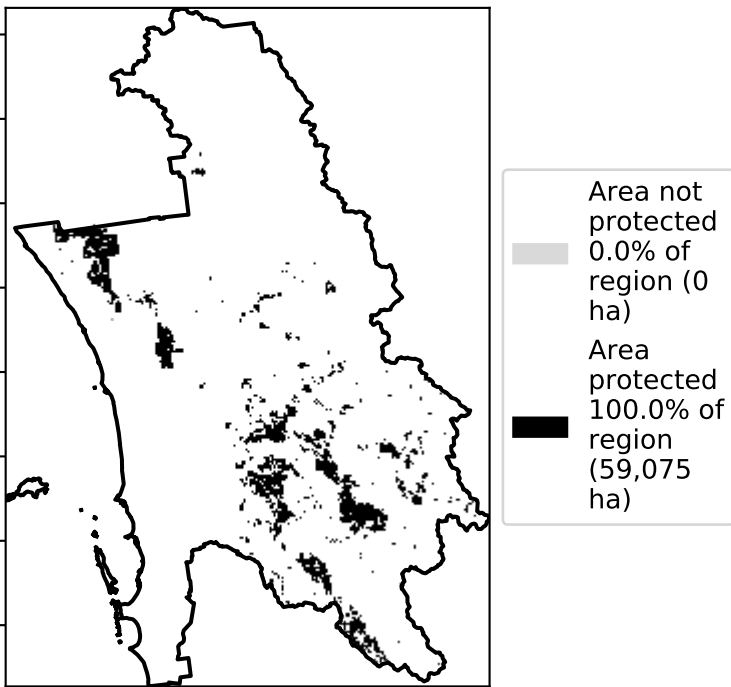 Area not
protected
0.0% of
region (0
ha)
Area
protected
100.0% of
region
(59,075
ha)